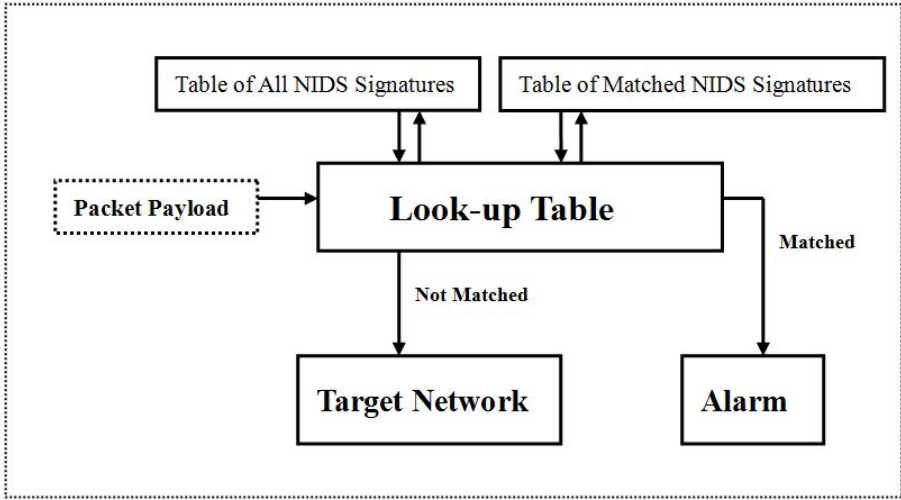 Table of All NIDS Signatures
Table of Matched NIDS Signatures
Packet Payload
Look-up Table
Matched
Not Matched
Target Network
Alarm